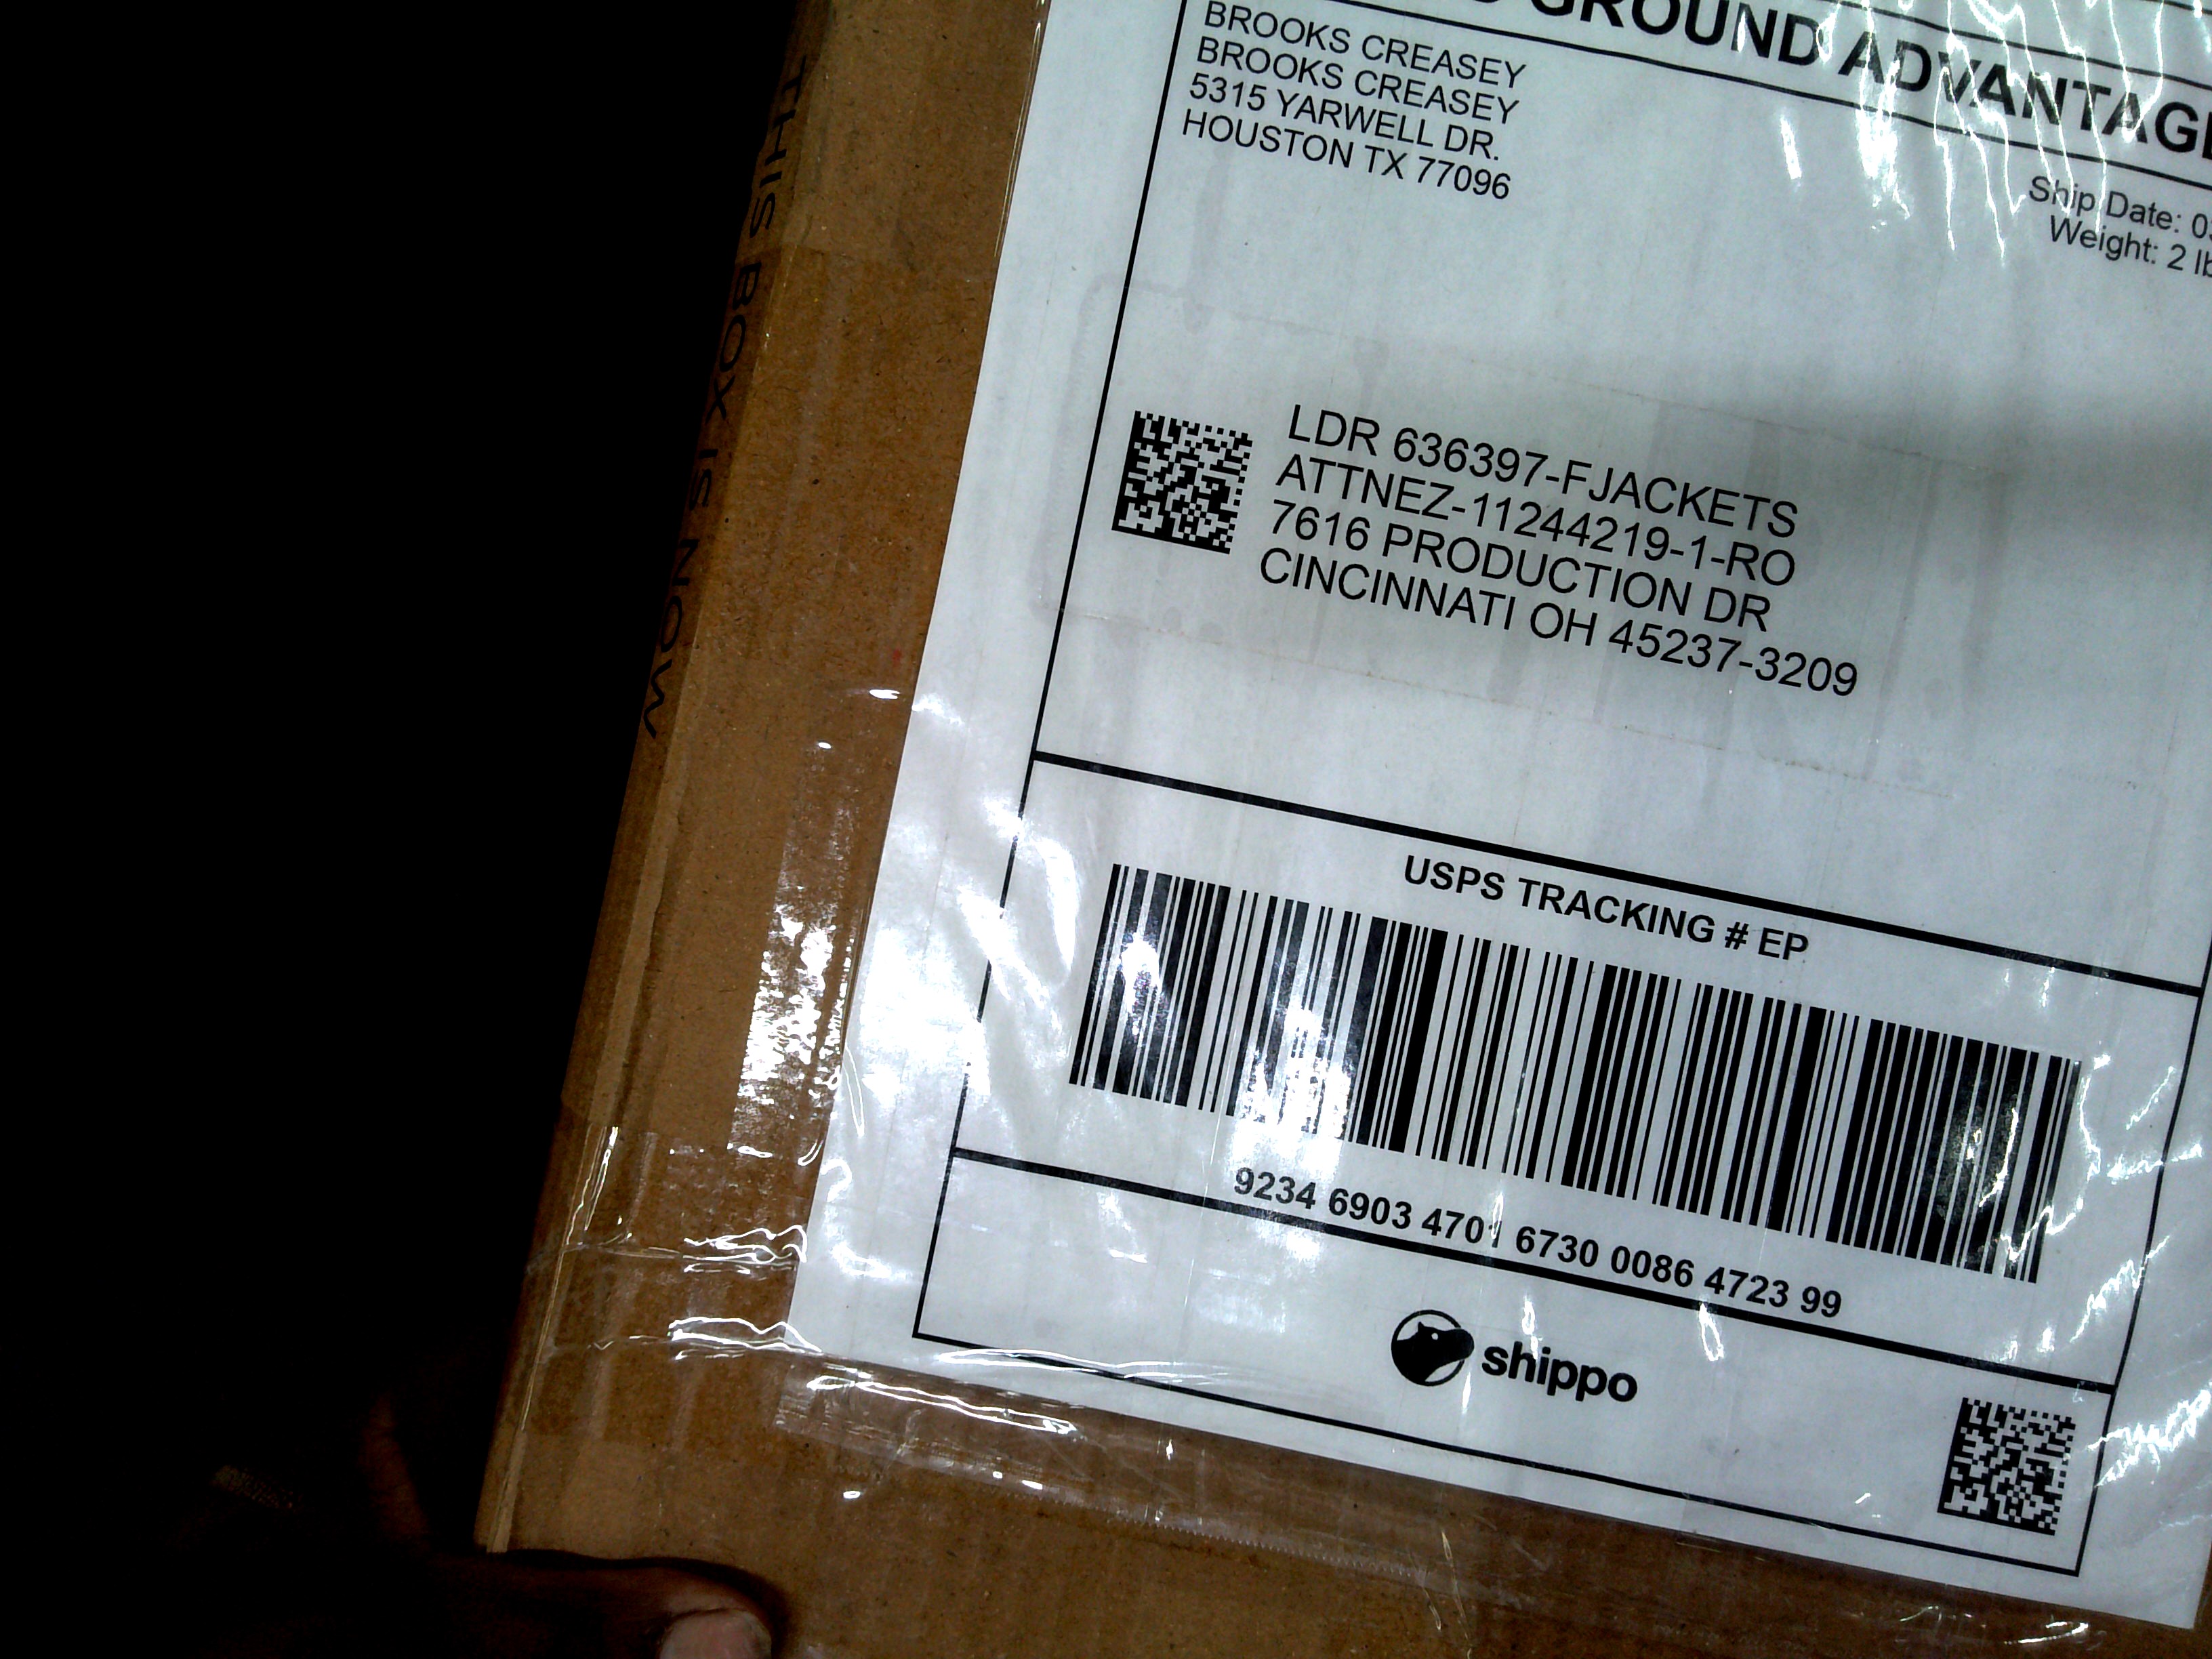 GROUND ADVANTAGE
BROOKS CREASEY
BROOKS CREASEY
5315 YARWELL DR.
HOUSTON TX 77096
Ship Date:
Weight: 2 lb
LDR 636397-FJACKETS
ATTNEZ-11244219-1-RO
7616 PRODUCTION DR
CINCINNATI OH 45237-3209
USPS TRACKING # EP
9234 6903 4701 6730 0086 4723 99
shippo
THIS BOX IS NOW